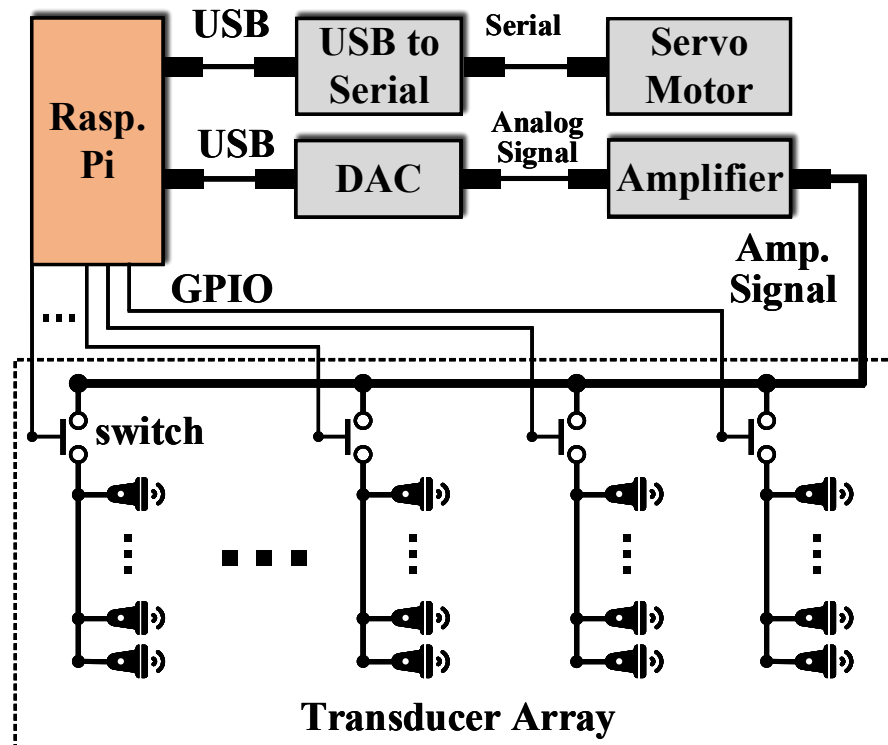 USB
USB to
Serial
Serial
Servo
Motor
Rasp.
Pi
USB
DAC
Analog
Signal
Amplifier
Amp.
Signal
GPIO
...
switch
Transducer Array